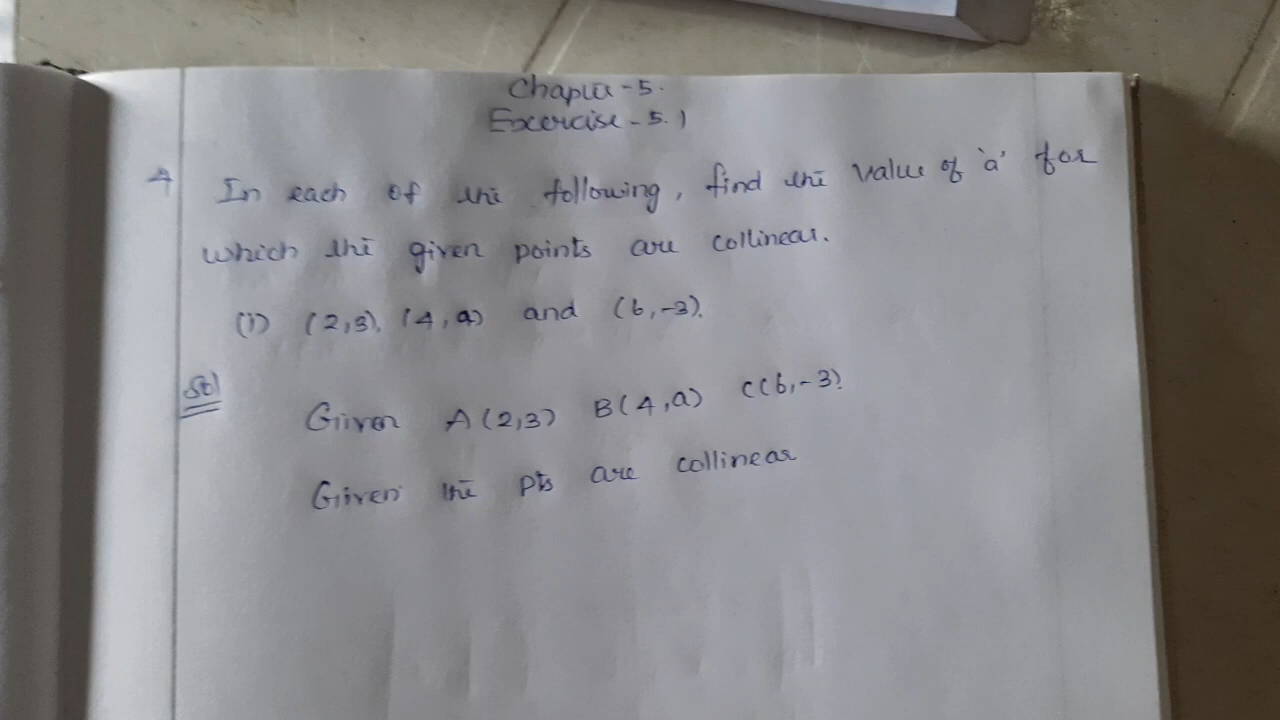 Chapter-5.
Excercise-5.1
4 In each of the following, find the value of 'a' for
which the given points are collinear.
(i) (2,3), (4,a) and (6,-3).
Sol
Given A(2,3) B(4,a) C(6,-3).
Given the pts are collinear